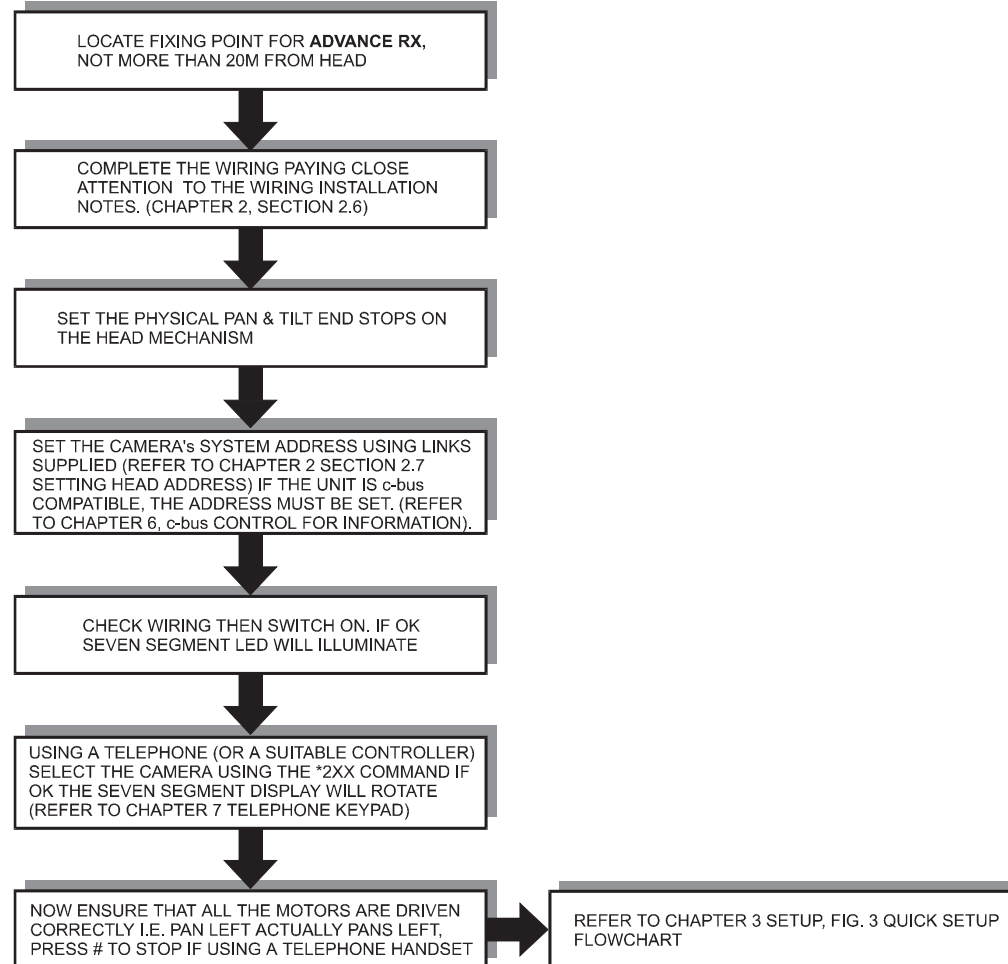 LOCATE FIXING POINT FOR ADVANCE RX,
NOT MORE THAN 20M FROM HEAD
COMPLETE THE WIRING PAYING CLOSE
ATTENTION TO THE WIRING INSTALLATION
NOTES. (CHAPTER 2, SECTION 2.6)
SET THE PHYSICAL PAN & TILT END STOPS ON
THE HEAD MECHANISM
SET THE CAMERA's SYSTEM ADDRESS USING LINKS
SUPPLIED (REFER TO CHAPTER 2 SECTION 2.7
SETTING HEAD ADDRESS) IF THE UNIT IS c-bus
COMPATIBLE, THE ADDRESS MUST BE SET. (REFER
TO CHAPTER 6, c-bus CONTROL FOR INFORMATION).
CHECK WIRING THEN SWITCH ON. IF OK
SEVEN SEGMENT LED WILL ILLUMINATE
USING A TELEPHONE (OR A SUITABLE CONTROLLER)
SELECT THE CAMERA USING THE *2XX COMMAND IF
OK THE SEVEN SEGMENT DISPLAY WILL ROTATE
(REFER TO CHAPTER 7 TELEPHONE KEYPAD)
NOW ENSURE THAT ALL THE MOTORS ARE DRIVEN
CORRECTLY I.E. PAN LEFT ACTUALLY PANS LEFT,
PRESS # TO STOP IF USING A TELEPHONE HANDSET
REFER TO CHAPTER 3 SETUP, FIG. 3 QUICK SETUP
FLOWCHART